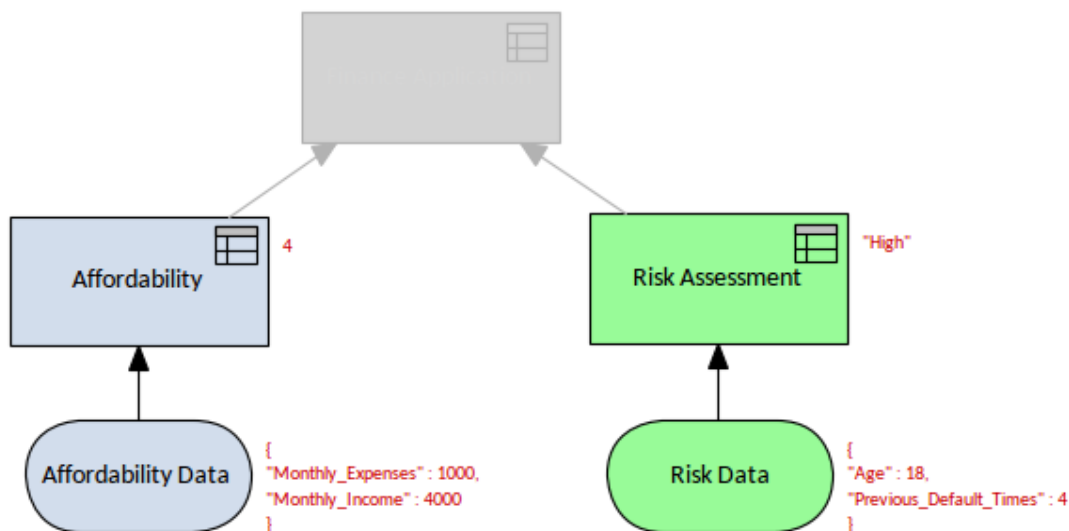 4
"High"
Affordability
Risk Assessment
Affordability Data
{
"Monthly_Expenses" : 1000,
"Monthly_Income" : 4000
}
Risk Data
{
"Age" : 18,
"Previous_Default_Times" : 4
}